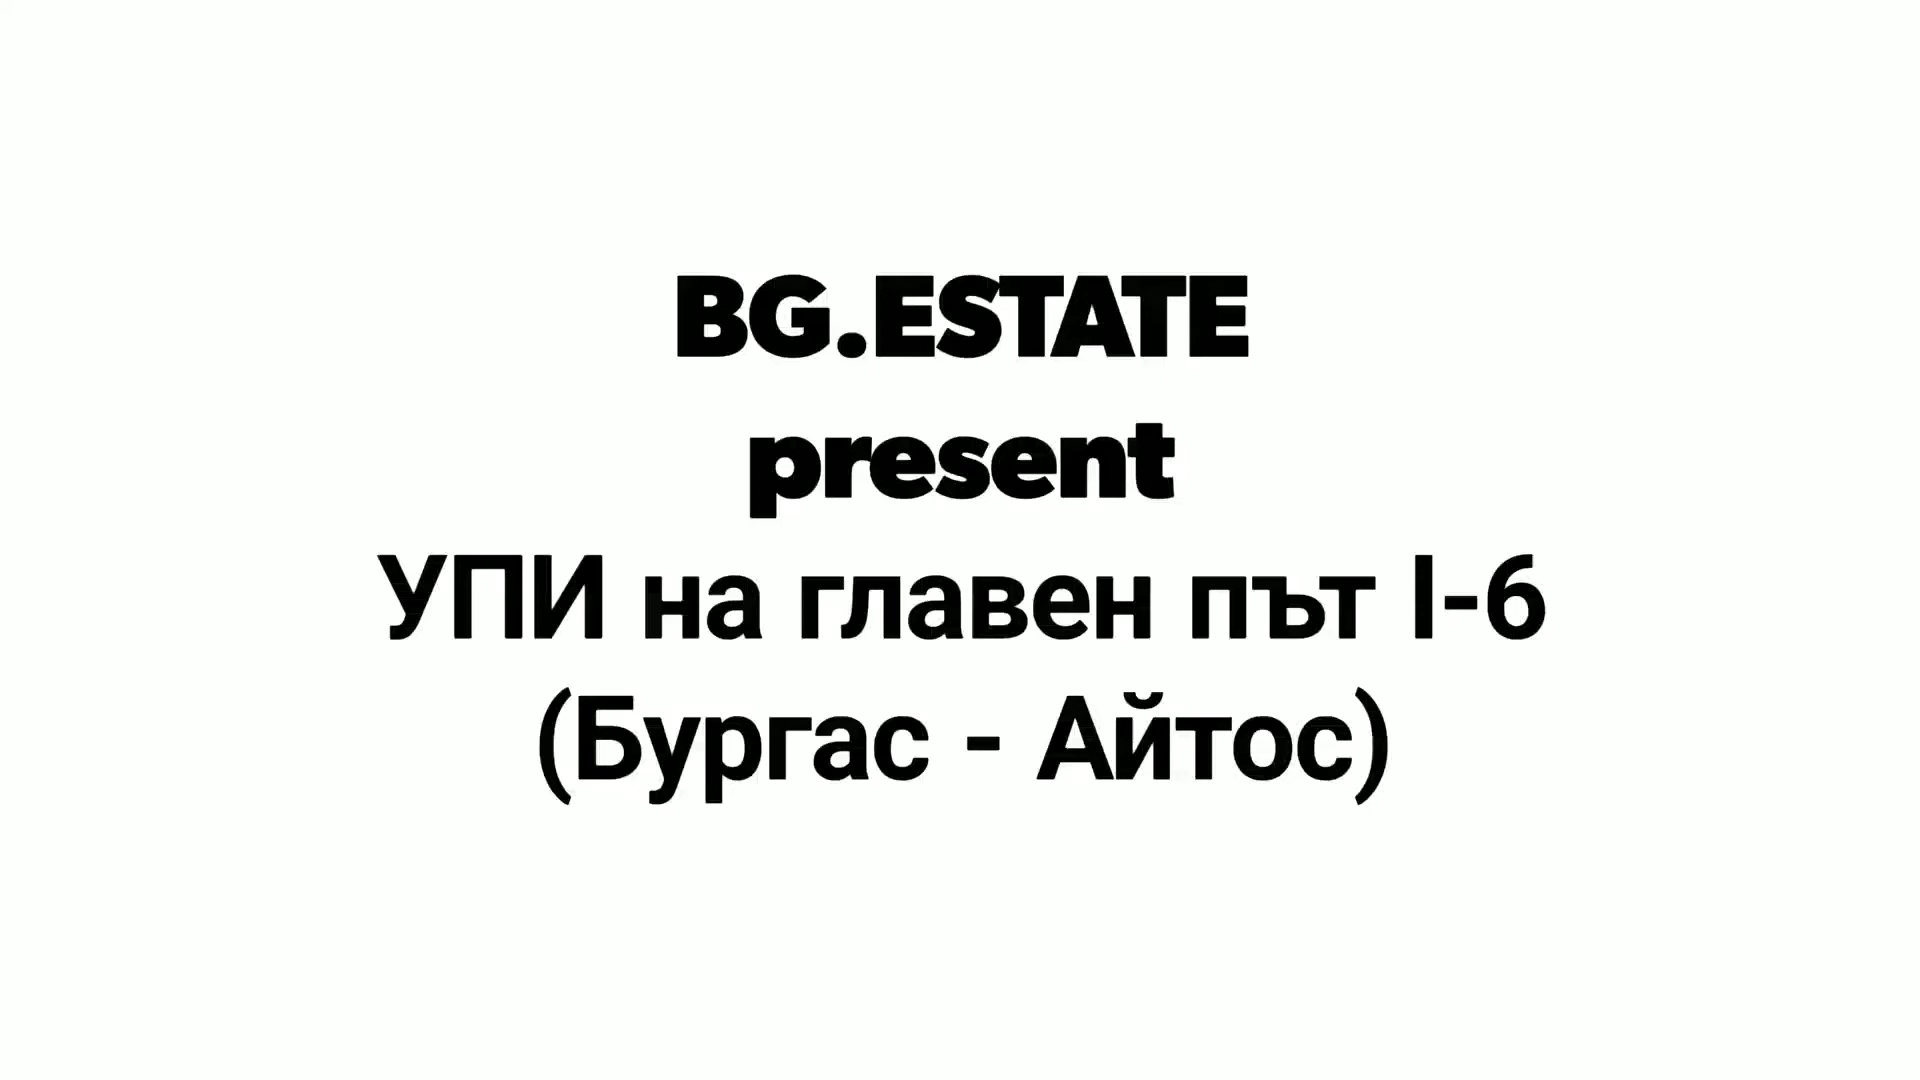 BG.ESTATE
present
УПИ на главен път I-6
(Бургас - Айтос)